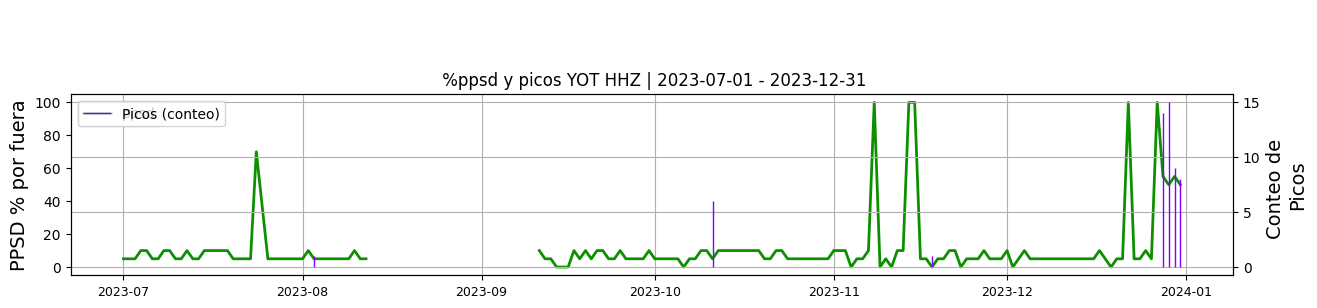 %ppsd y picos YOT HHZ | 2023-07-01 - 2023-12-31
PPSD % por fuera
100
80
60
40
20
0
Picos (conteo)
15
10
5
0
Conteo de
Picos
2023-07 2023-08 2023-09 2023-10 2023-11 2023-12 2024-01